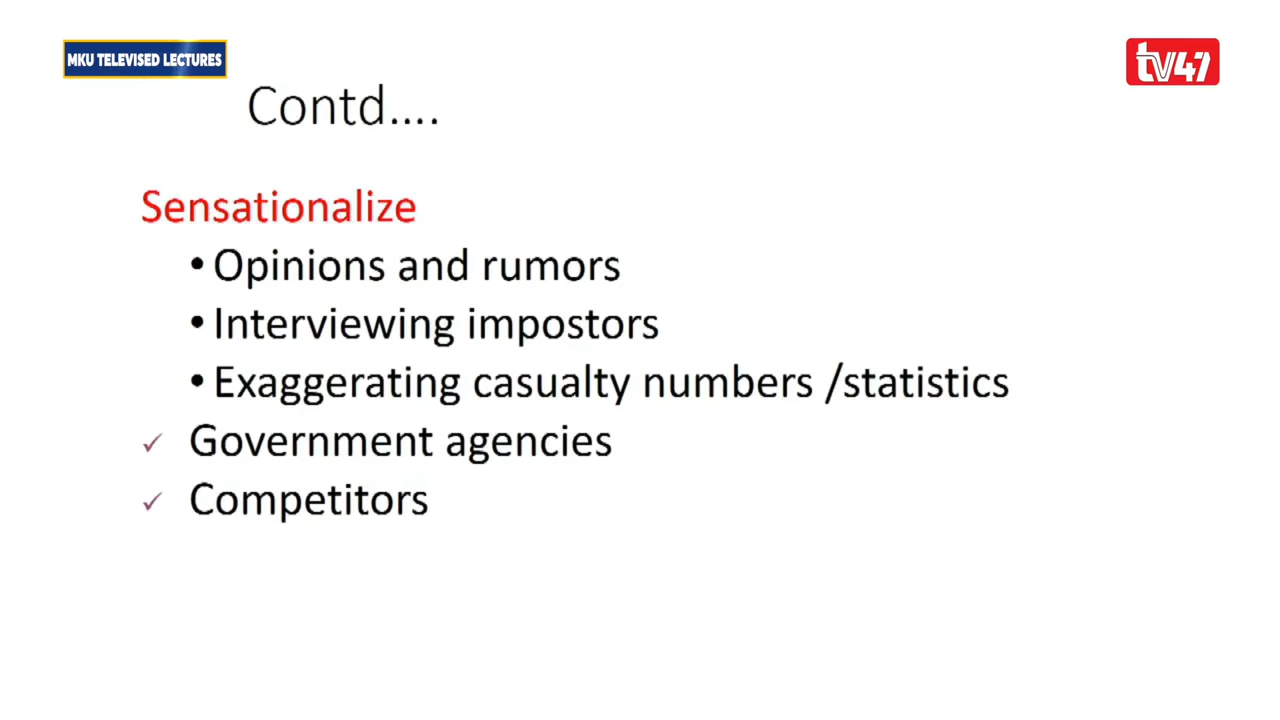 MKU TELEVISED LECTURES
tv47
Contd....
Sensationalize
• Opinions and rumors
• Interviewing impostors
• Exaggerating casualty numbers /statistics
✓ Government agencies
✓ Competitors